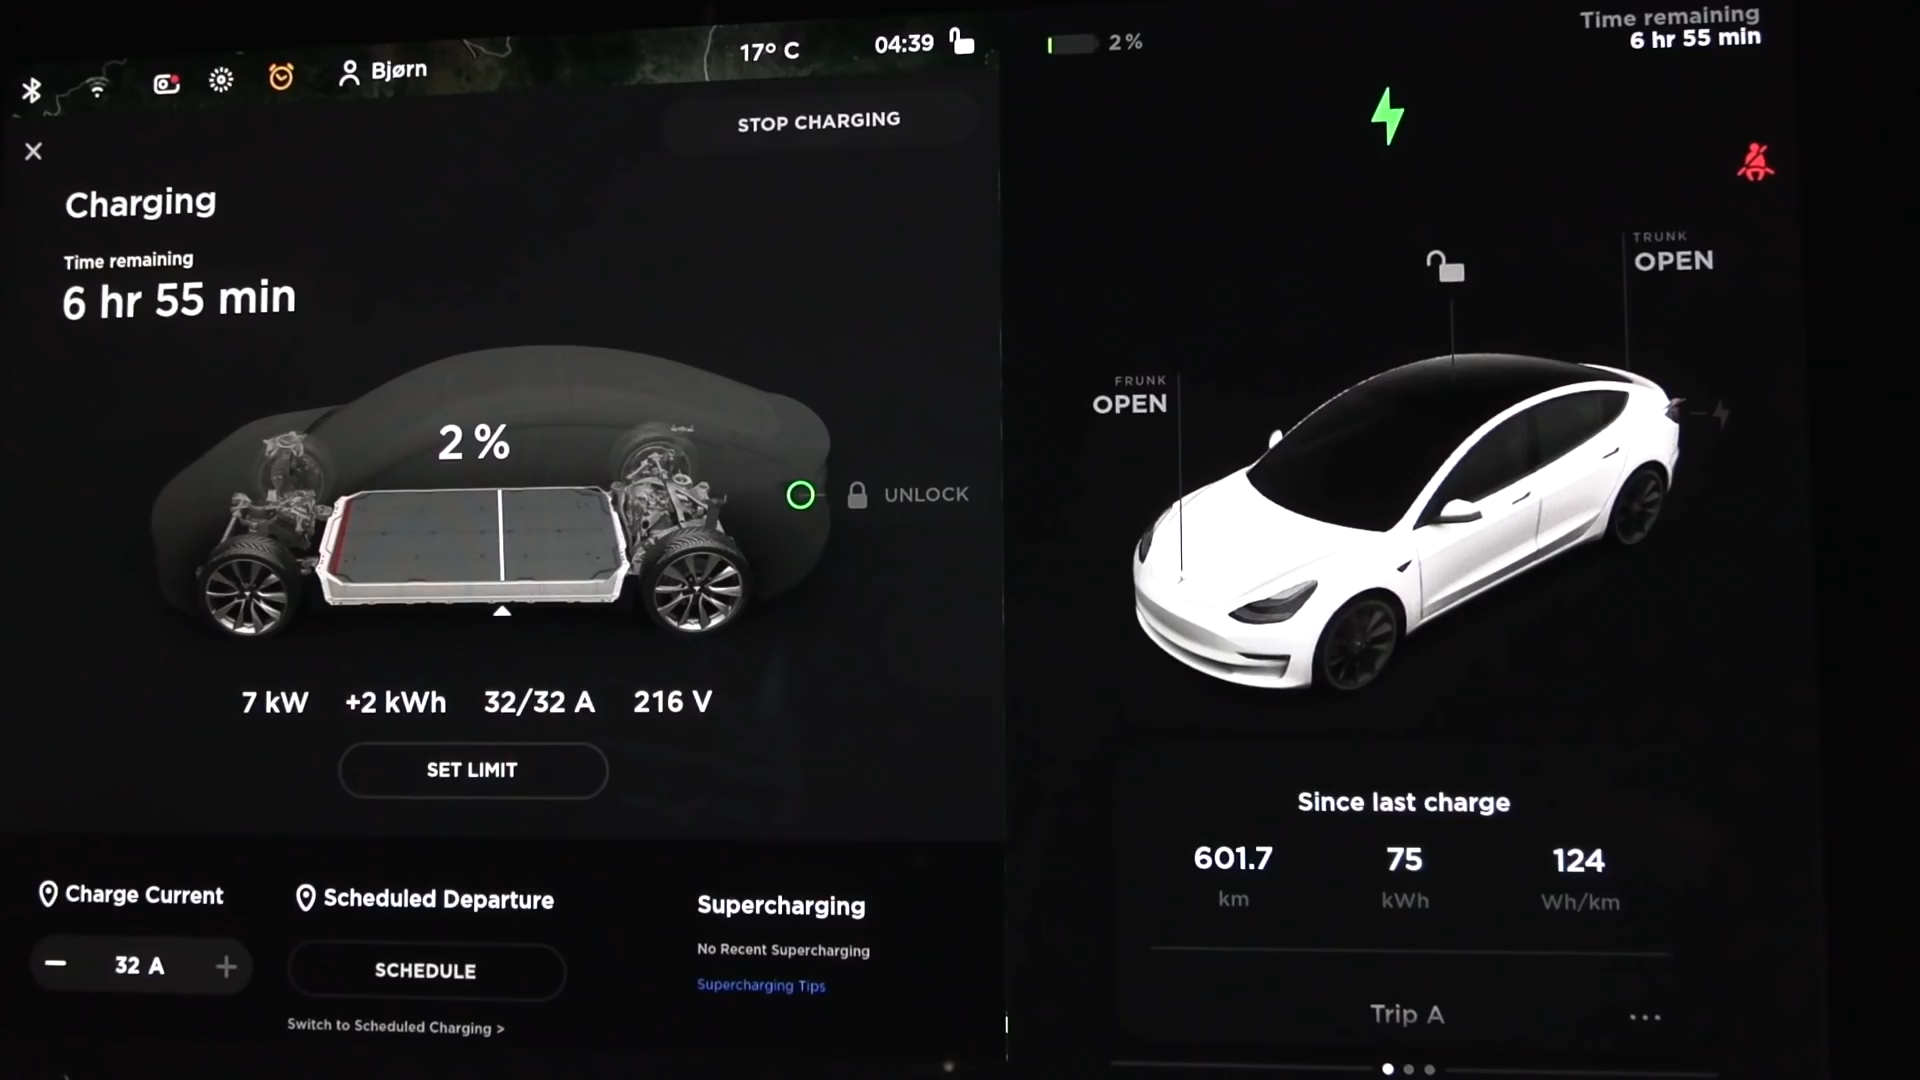 Bjørn
17° C
04:39
STOP CHARGING
Charging
Time remaining
6 hr 55 min
2 %
UNLOCK
7 kW +2 kWh 32/32 A 216 V
SET LIMIT
Charge Current
32 A
Scheduled Departure
SCHEDULE
Switch to Scheduled Charging >
Supercharging
No Recent Supercharging
Supercharging Tips
2 %
Time remaining
6 hr 55 min
TRUNK
OPEN
FRUNK
OPEN
Since last charge
601.7 75 124
km kWh Wh/km
Trip A